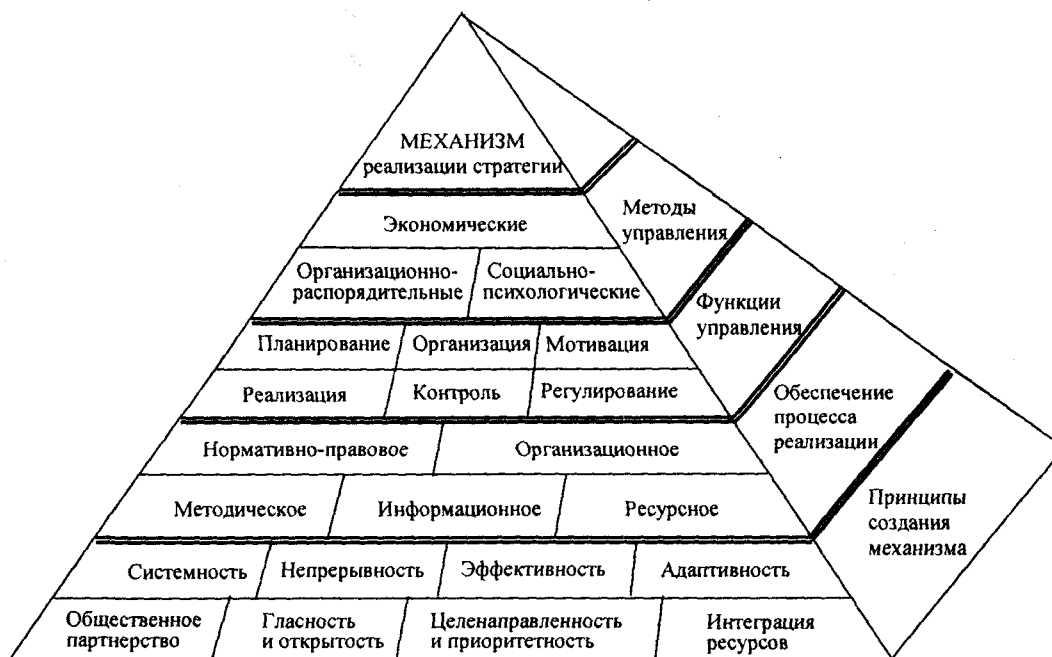 МЕХАНИЗМ
реализации стратегии
Экономические
Методы
управления
Организационно-
распорядительные
Социально-
психологические
Функции
управления
Планирование
Организация
Мотивация
Реализация
Контроль
Регулирование
Обеспечение
процесса
реализации
Нормативно-правовое
Организационное
Методическое
Информационное
Ресурсное
Принципы
создания
механизма
Системность
Непрерывность
Эффективность
Адаптивность
Общественное
партнерство
Гласность
и открытость
Целенаправленность
и приоритетность
Интеграция
ресурсов